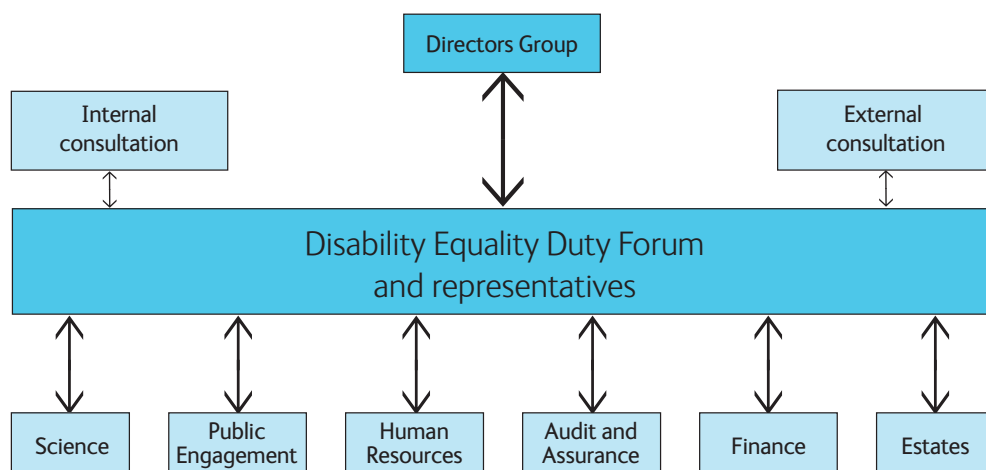 Directors Group
Internal
consultation
External
consultation
Disability Equality Duty Forum
and representatives
Science
Public
Engagement
Human
Resources
Audit and
Assurance
Finance
Estates